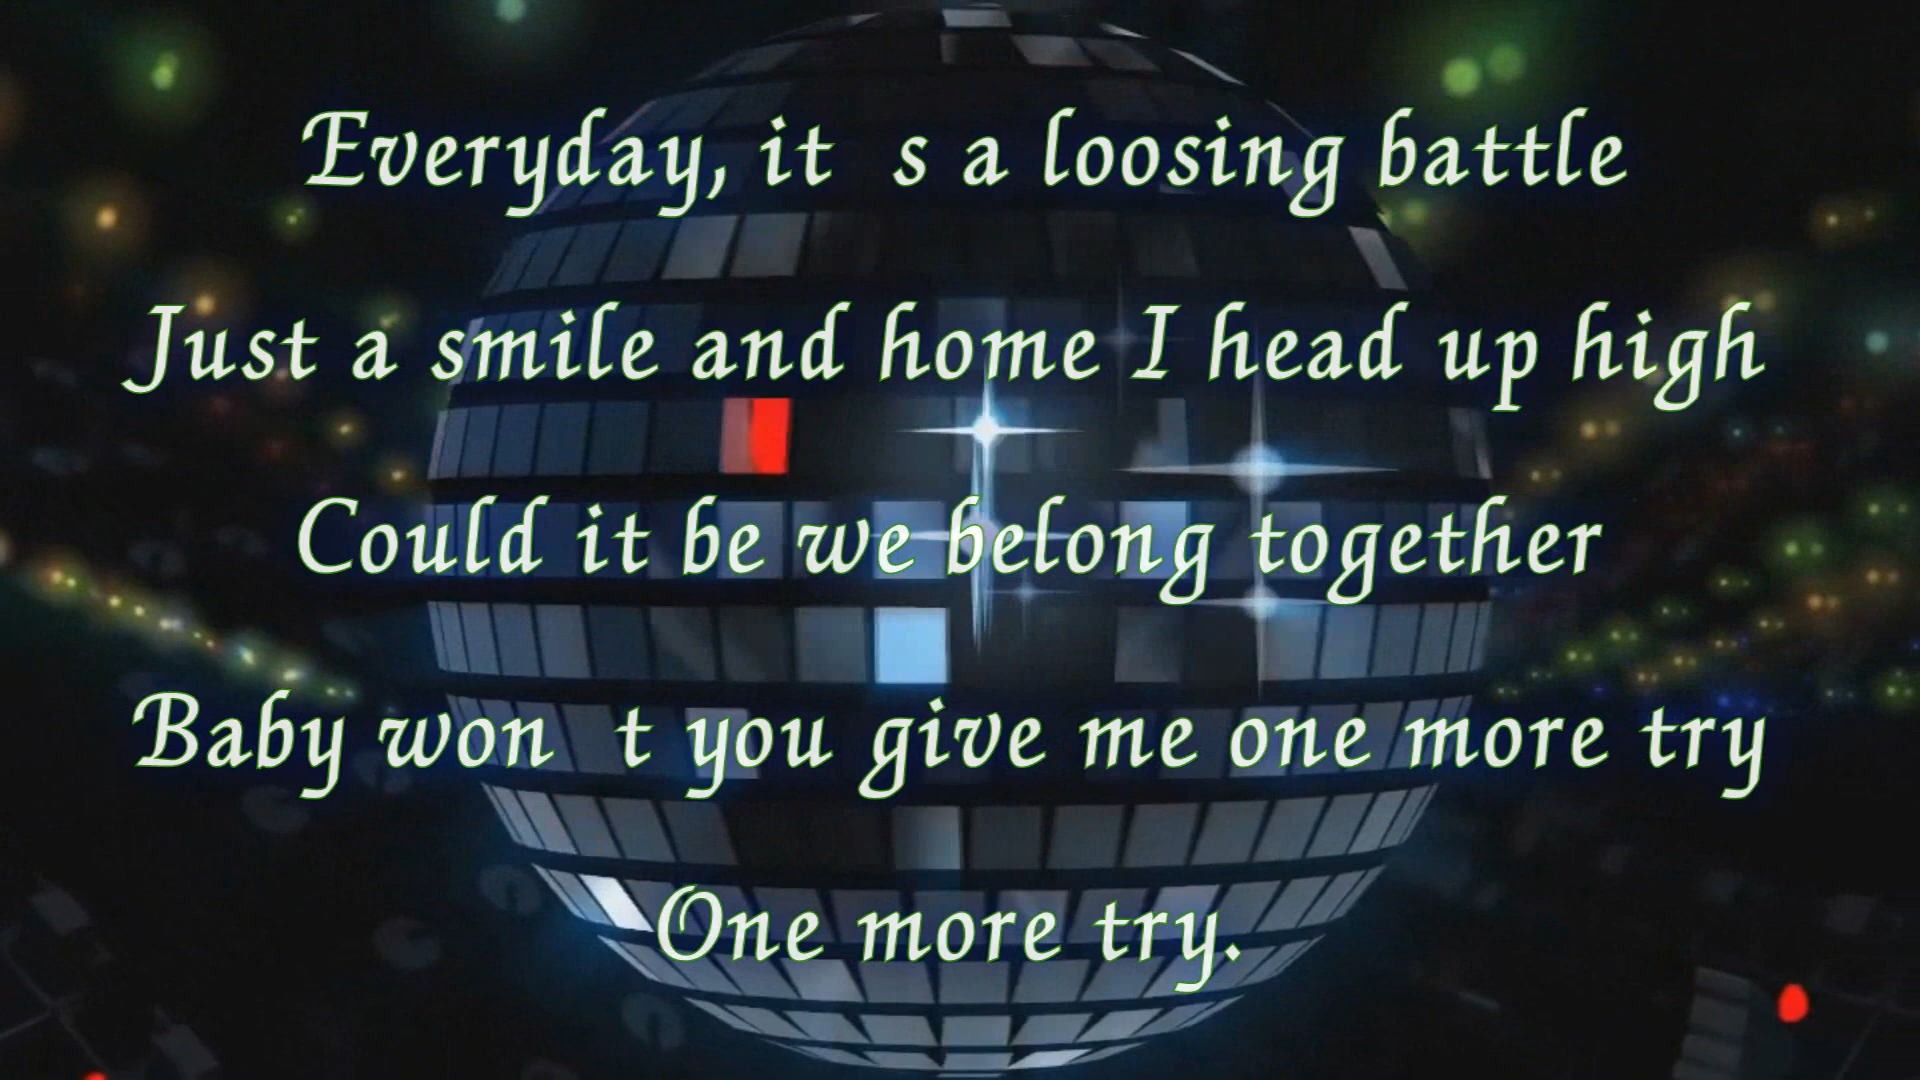 Everyday, it s a loosing battle
Just a smile and home I head up high
Could it be we belong together
Baby won t you give me one more try
One more try.